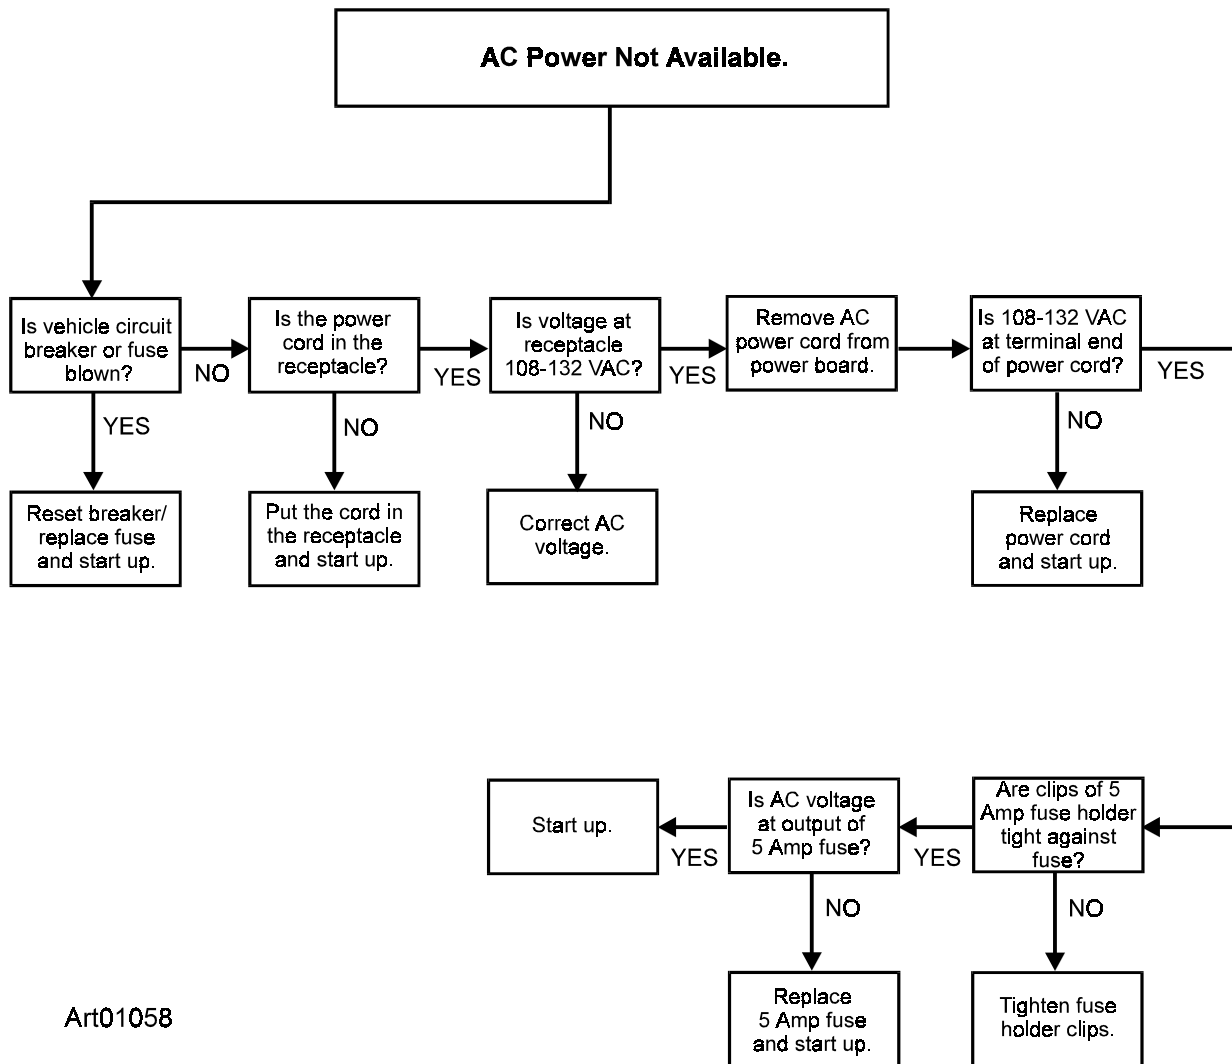 AC Power Not Available.
Is vehicle circuit
breaker or fuse
blown?
NO
YES
Reset breaker/
replace fuse
and start up.
Is the power
cord in the
receptacle?
YES
NO
Put the cord in
the receptacle
and start up.
Is voltage at
receptacle
108-132 VAC?
YES
NO
Correct AC
voltage.
Remove AC
power cord from
power board.
Is 108-132 VAC
at terminal end
of power cord?
YES
NO
Replace
power cord
and start up.
Are clips of 5
Amp fuse holder
tight against
fuse?
YES
NO
Tighten fuse
holder clips.
Is AC voltage
at output of
5 Amp fuse?
YES
NO
Replace
5 Amp fuse
and start up.
Start up.
Art01058